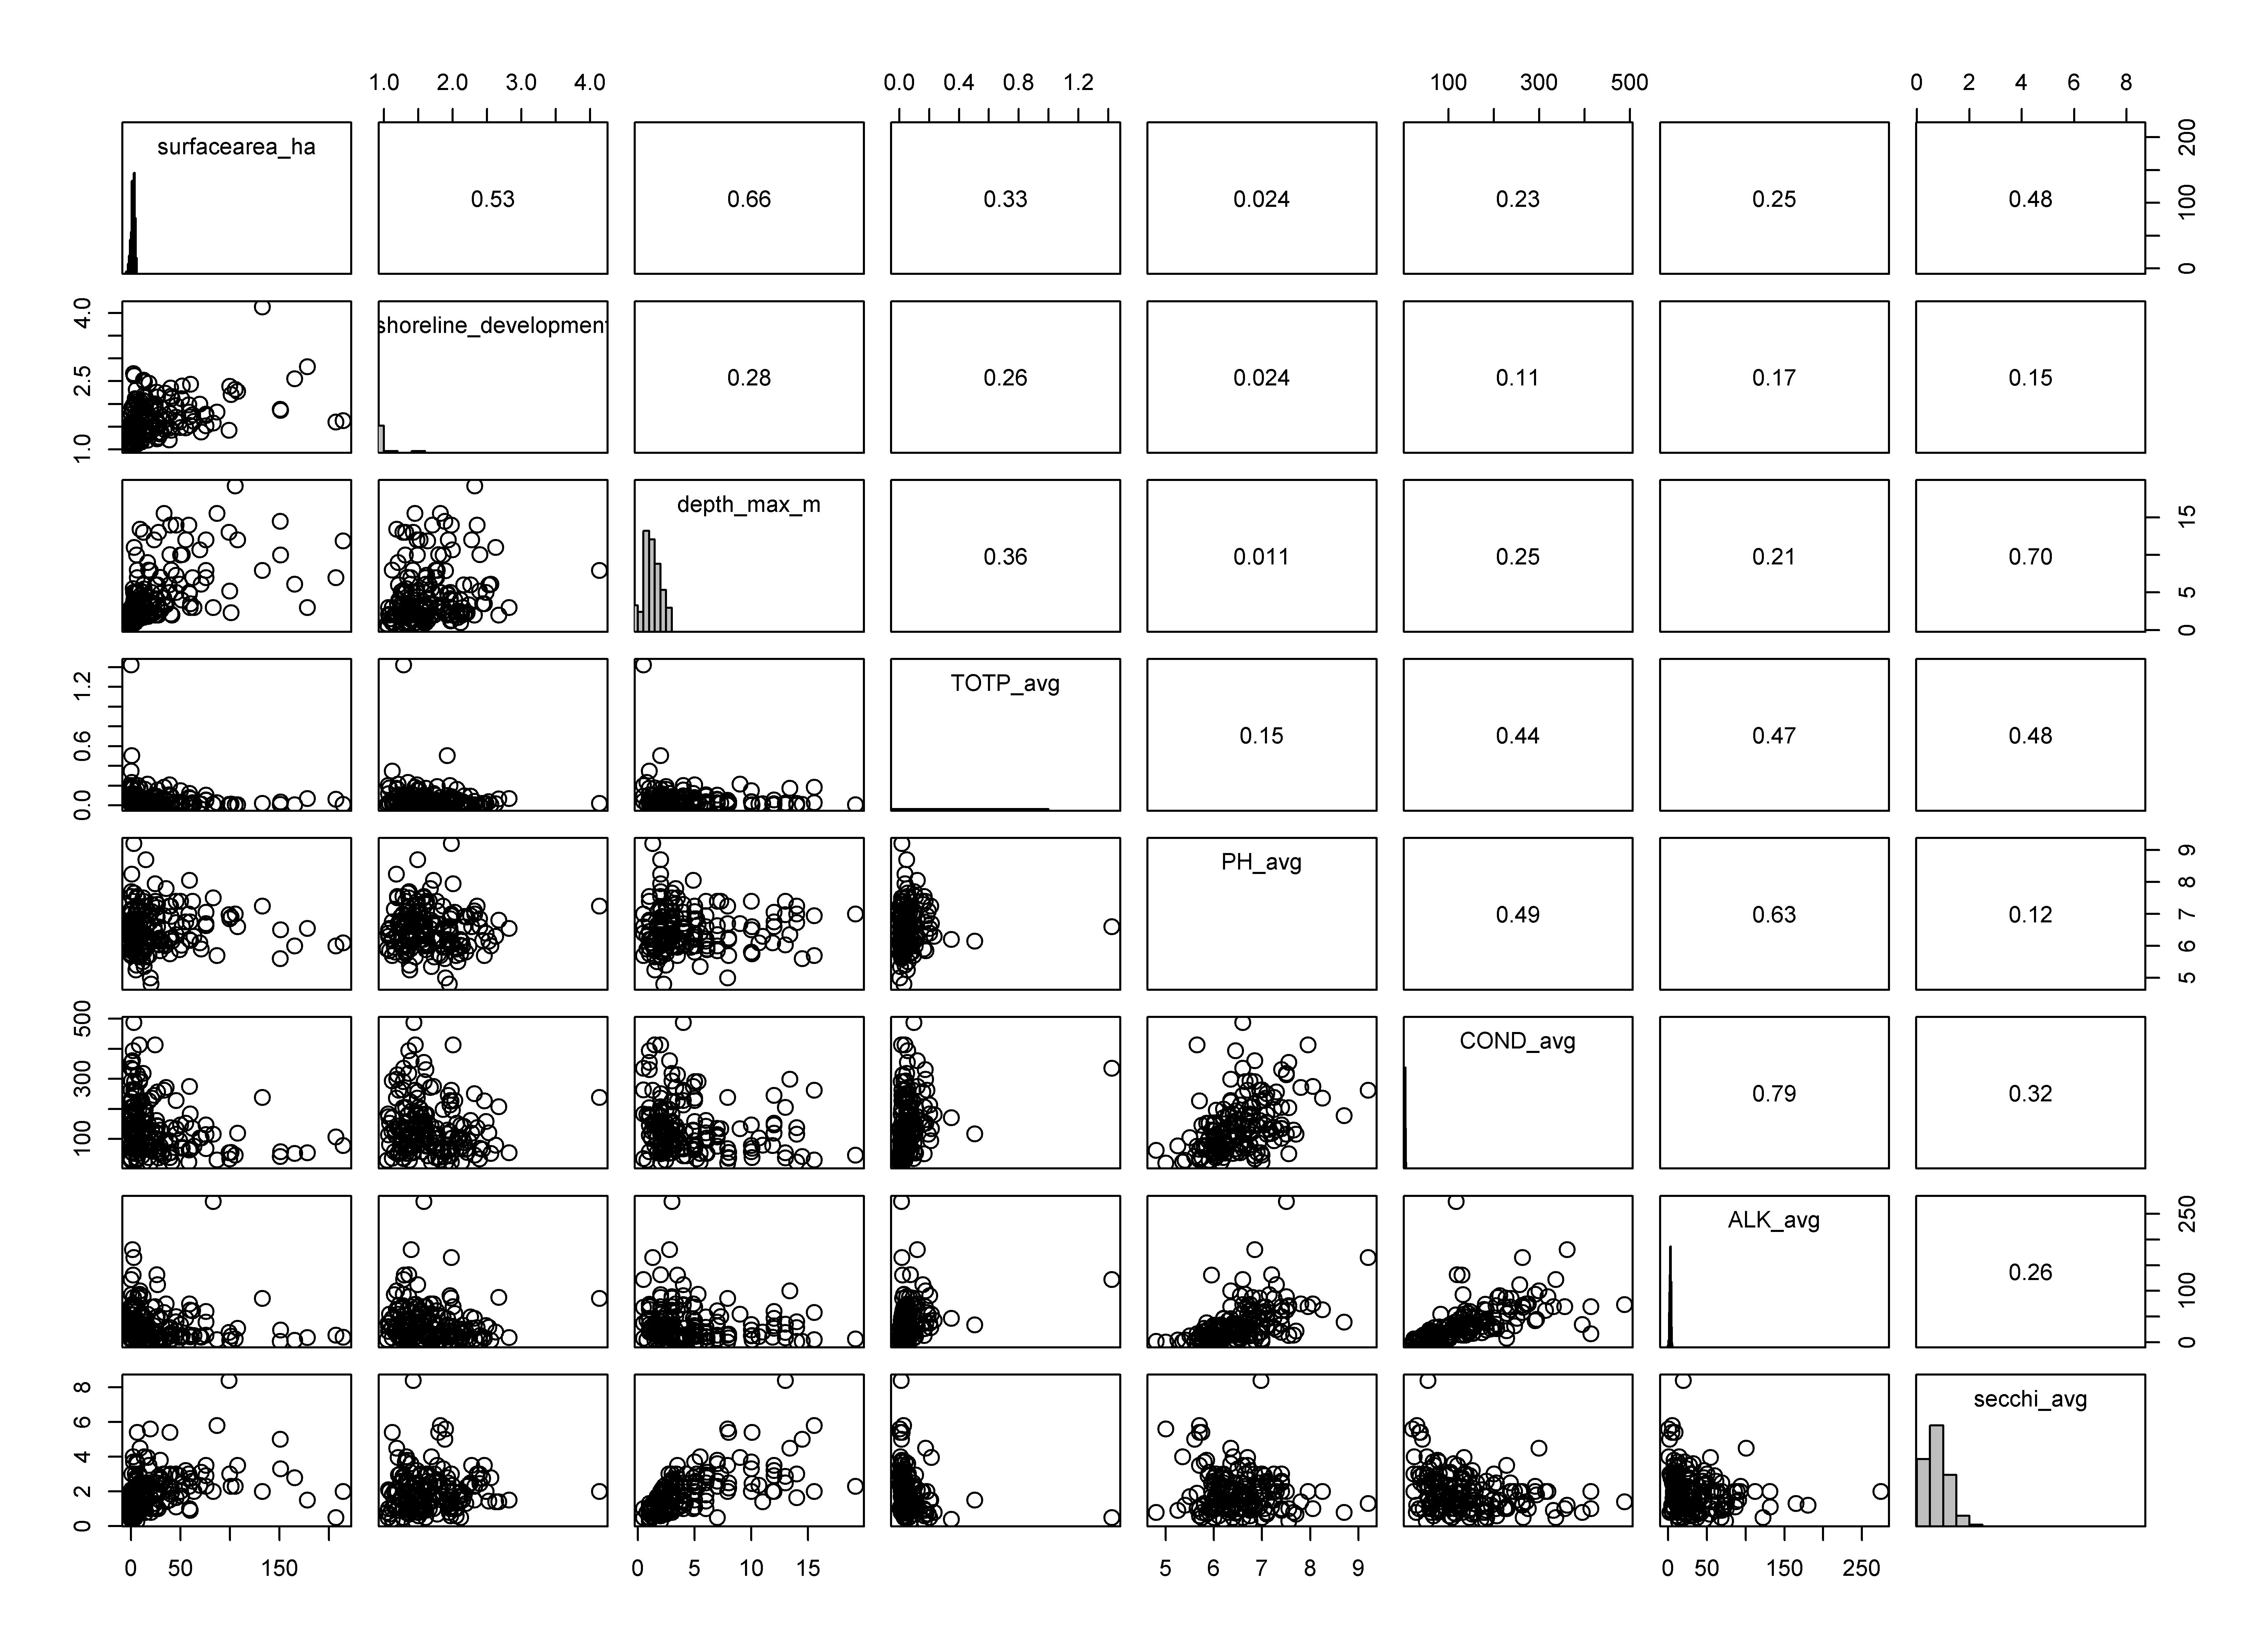 1.0 2.0 3.0 4.0 0.0 0.4 0.8 1.2 100 300 500 0 2 4 6 8
surfacearea_ha 0.53 0.66 0.33 0.024 0.23 0.25 0.48 0 100 200
1.0 2.5 4.0 shoreline_development 0.28 0.26 0.024 0.11 0.17 0.15
depth_max_m 0.36 0.011 0.25 0.21 0.70 0 5 15
0.0 0.6 1.2 TOTP_avg 0.15 0.44 0.47 0.48
PH_avg 0.49 0.63 0.12 5 6 7 8 9
100 300 500 COND_avg 0.79 0.32
ALK_avg 0.26 0 100 250
0 2 4 6 8 secchi_avg
0 50 150 0 5 10 15 5 6 7 8 9 0 50 150 250